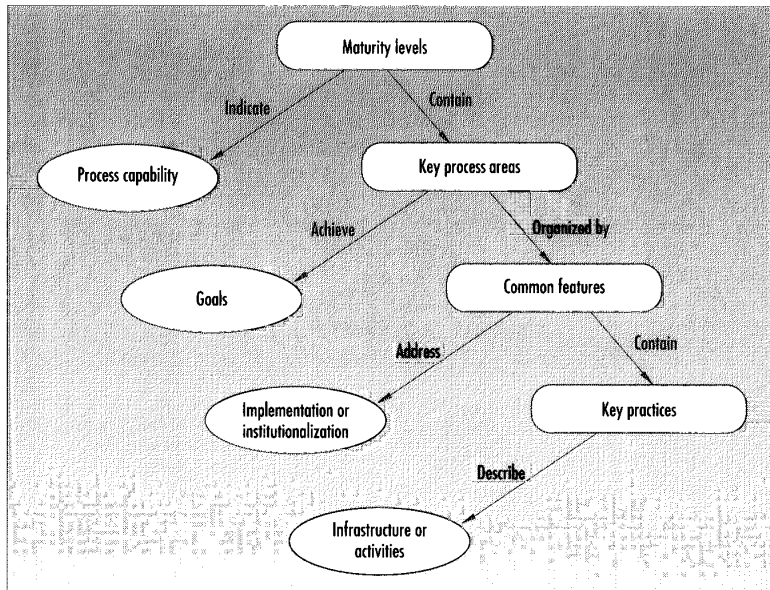 Maturity levels
Indicate
Contain
Process capability
Key process areas
Achieve
Organized by
Goals
Common features
Address
Contain
Implementation or
institutionalization
Key practices
Describe
Infrastructure or
activities